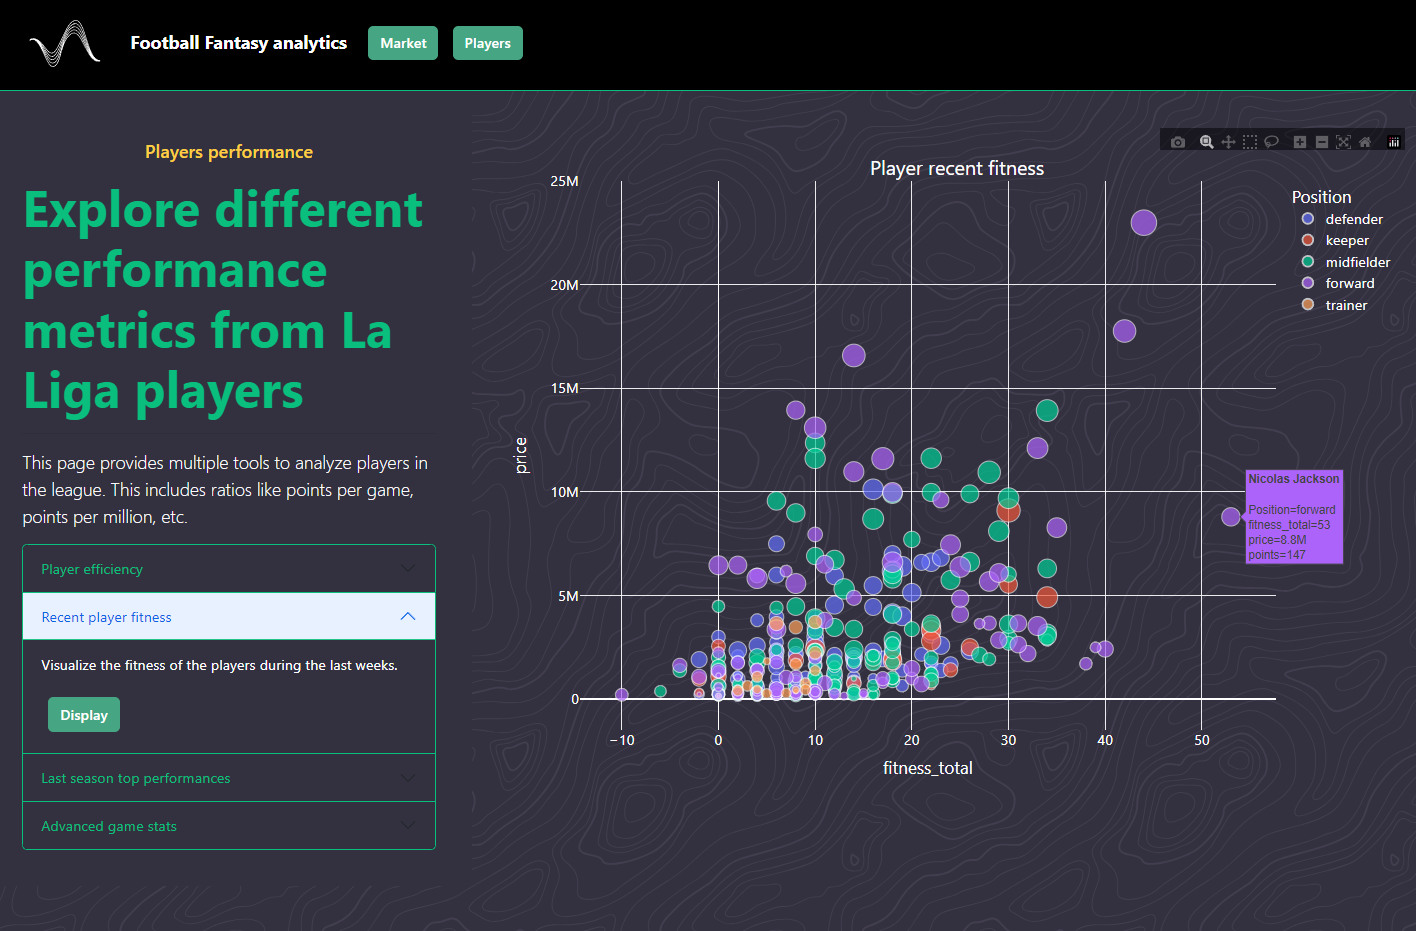 Football Fantasy analytics
Market
Players
Players performance
Explore different
performance
metrics from La
Liga players
This page provides multiple tools to analyze players in
the league. This includes ratios like points per game,
points per million, etc.
Player efficiency
Recent player fitness
Visualize the fitness of the players during the last weeks.
Display
Last season top performances
Advanced game stats
Player recent fitness
25M
20M
15M
10M
5M
0
price
−10
0
10
20
30
40
50
fitness_total
Position
defender
keeper
midfielder
forward
trainer
Nicolas Jackson
Position=forward
fitness_total=53
price=8.8M
points=147